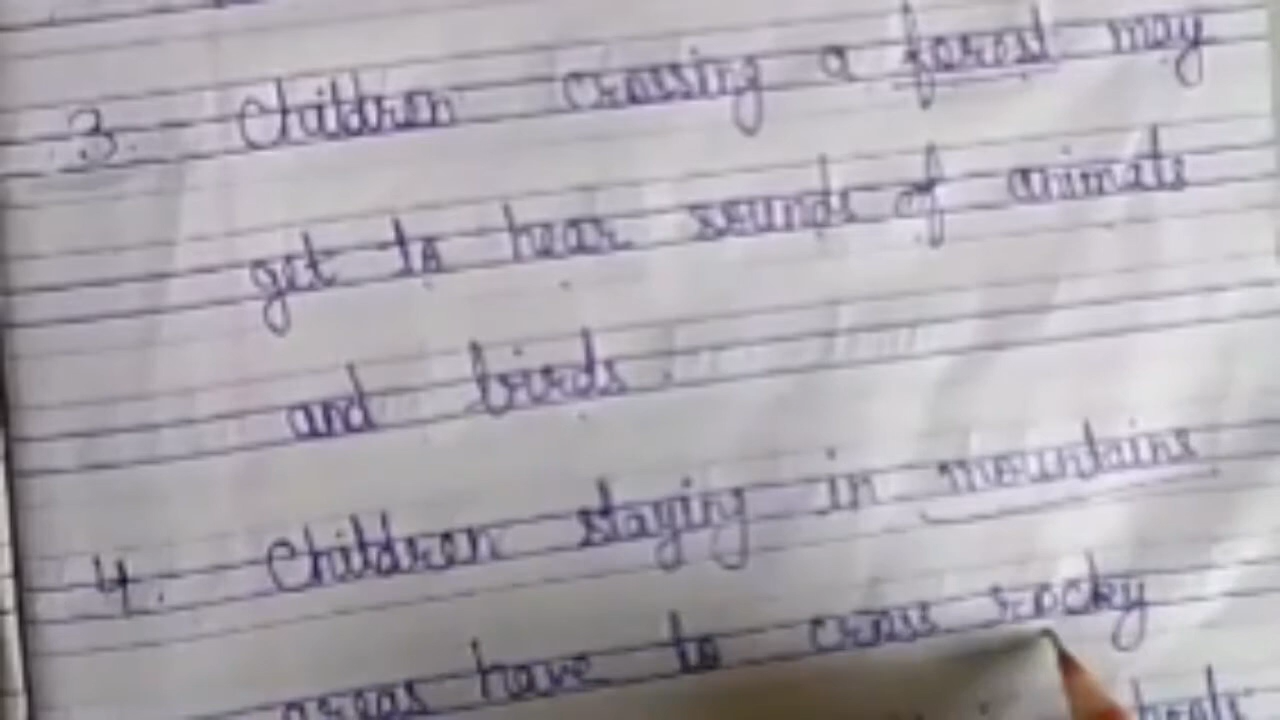 3. Children crossing a forest may
get to hear sounds of animals
and birds.
4. Children staying in mountains
areas have to cross rocky